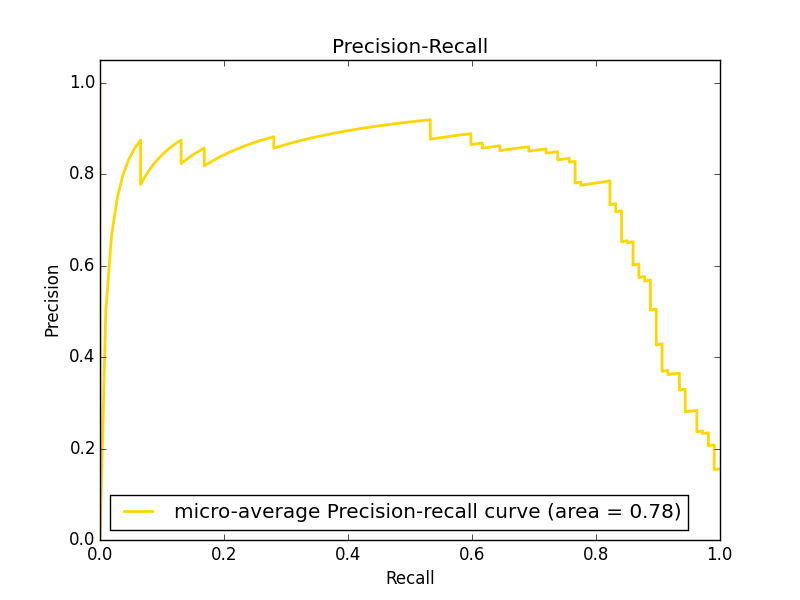 Precision-Recall
1.0
0.8
0.6
0.4
0.2
0.0
Precision
micro-average Precision-recall curve (area = 0.78)
0.0 0.2 0.4 0.6 0.8 1.0
Recall